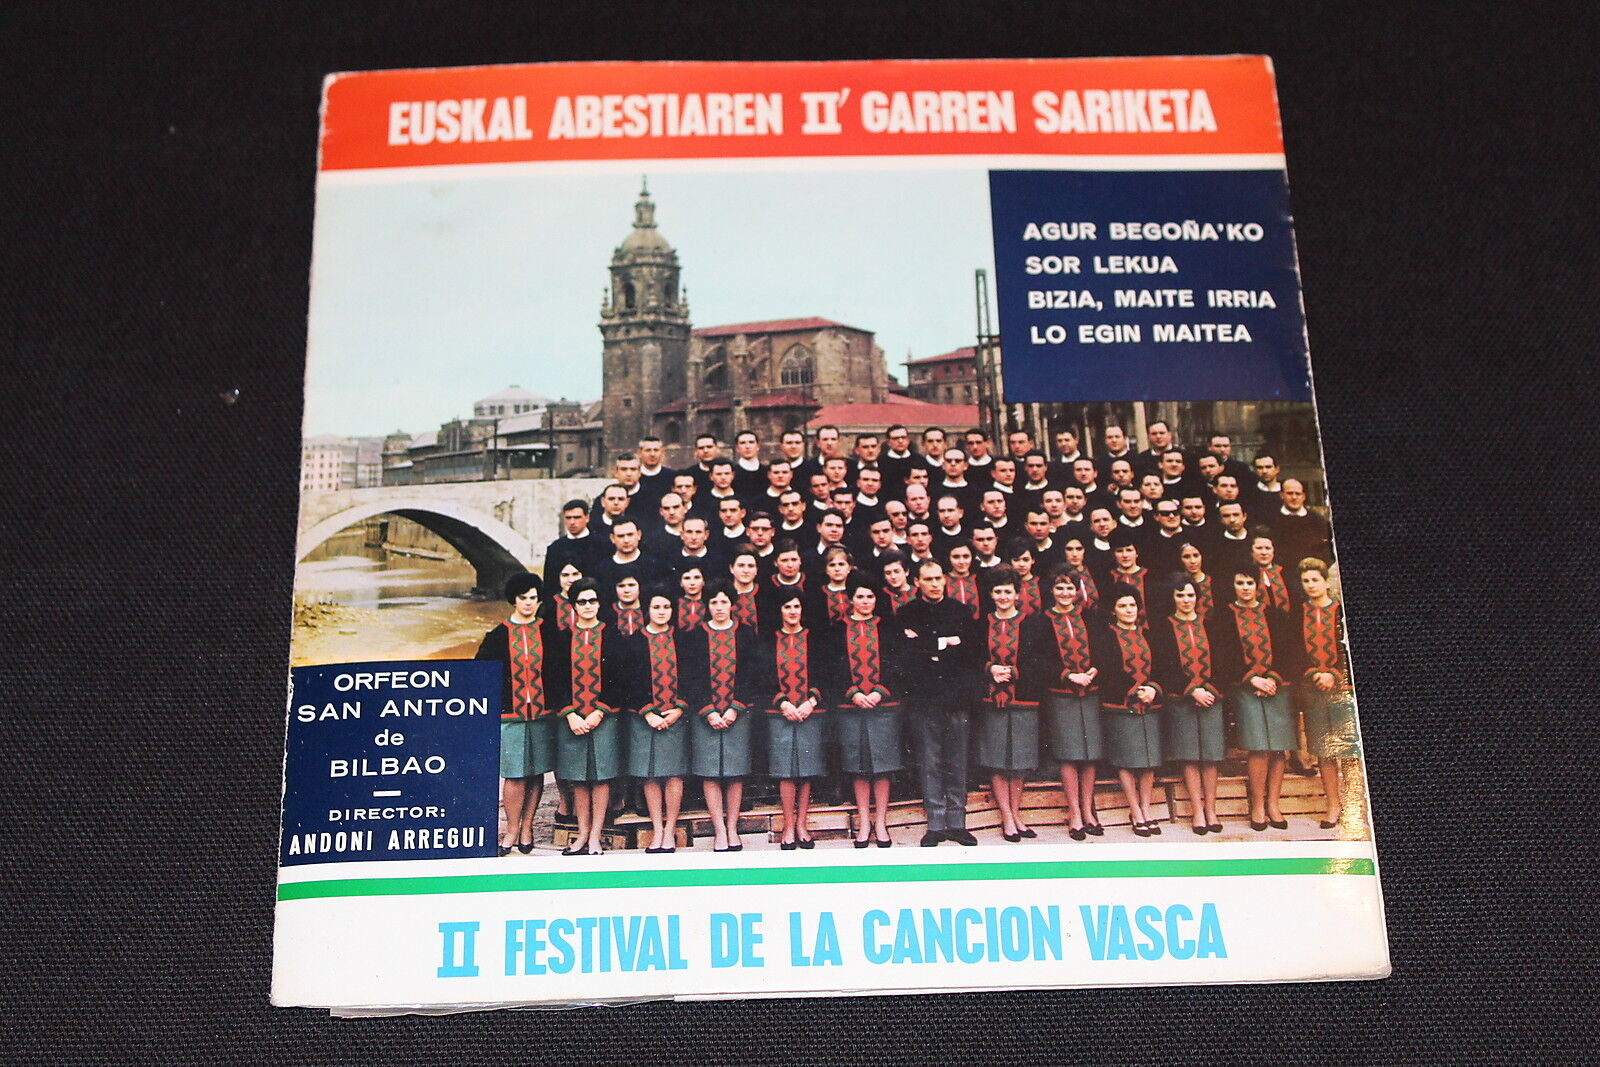 EUSKAL ABESTIAREN II' GARREN SARIKETA
AGUR BEGOÑA'KO
SOR LEKUA
BIZIA, MAITE IRRIA
LO EGIN MAITEA
ORFEON
SAN ANTON
de
BILBAO
DIRECTOR:
ANDONI ARREGUI
II FESTIVAL DE LA CANCION VASCA